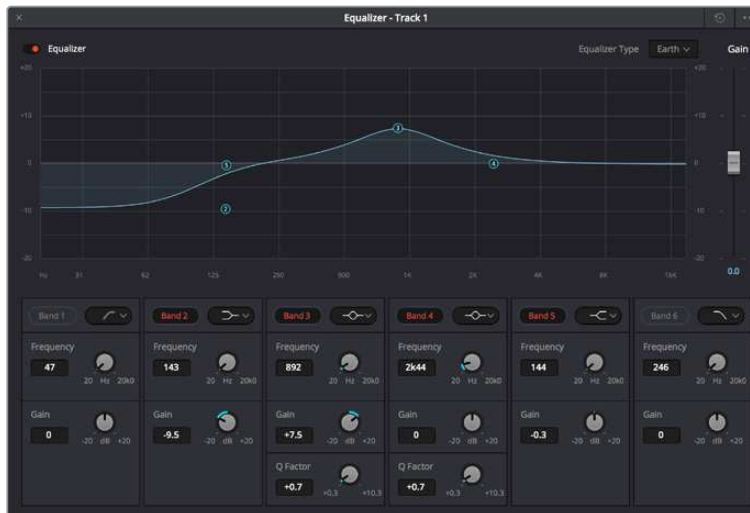 Equalizer - Track 1
Equalizer
Equalizer Type Earth Gain
+20 +20
+10 +10
3
5 4
0 0
2
-10 -10
-20 -20
Hz 31 62 125 250 500 1K 2K 4K 8K 16K 0.0
Band 1 Band 2 Band 3 Band 4 Band 5 Band 6
Frequency Frequency Frequency Frequency Frequency Frequency
47 143 892 2k44 144 246
20 Hz 20k0 20 Hz 20k0 20 Hz 20k0 20 Hz 20k0 20 Hz 20k0 20 Hz 20k0
Gain Gain Gain Gain Gain Gain
0 -9.5 +7.5 0 -0.3 0
-20 dB +20 -20 dB +20 -20 dB +20 -20 dB +20 -20 dB +20 -20 dB +20
Q Factor Q Factor
+0.7 +0.7
+0.3 +10.3 +0.3 +10.3